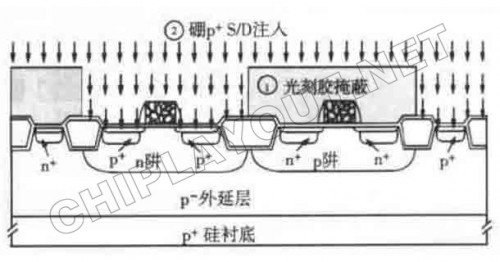 ② 硼p⁺ S/D注入
① 光刻胶掩蔽
n⁺ p⁺ n阱 p⁺ n⁺ p阱 n⁺ p⁺
p⁻外延层
p⁺ 硅衬底
CHIPLAYOUT.NET